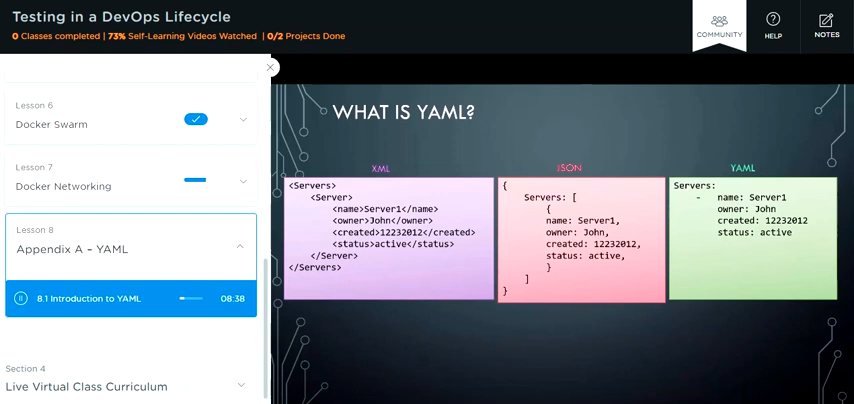 Testing in a DevOps Lifecycle
0 Classes completed | 73% Self-Learning Videos Watched | 0/2 Projects Done
COMMUNITY
HELP
NOTES
Lesson 6
Docker Swarm
Lesson 7
Docker Networking
Lesson 8
Appendix A – YAML
8.1 Introduction to YAML 08:38
Section 4
Live Virtual Class Curriculum
WHAT IS YAML?
XML
<Servers>
<Server>
<name>Server1</name>
<owner>John</owner>
<created>12232012</created>
<status>active</status>
</Server>
</Servers>
JSON
{
Servers: [
{
name: Server1,
owner: John,
created: 12232012,
status: active,
}
]
}
YAML
Servers:
- name: Server1
owner: John
created: 12232012
status: active